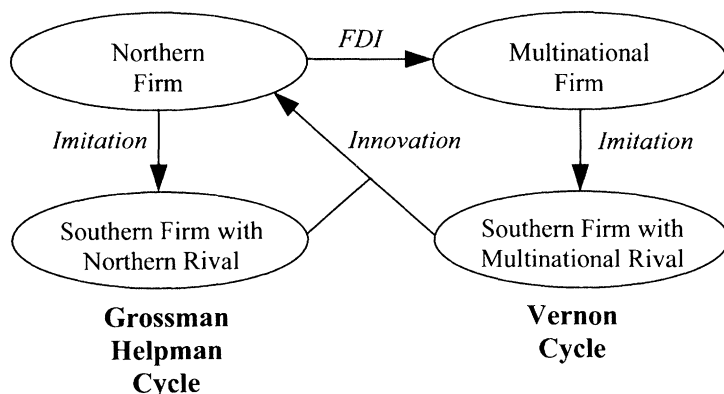 Northern
Firm
FDI
Multinational
Firm
Imitation
Innovation
Imitation
Southern Firm with
Northern Rival
Southern Firm with
Multinational Rival
Grossman
Helpman
Cycle
Vernon
Cycle